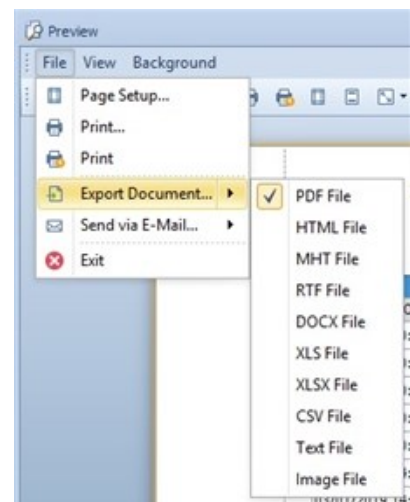 Preview
File View Background
Page Setup...
Print...
Print
Export Document...
Send via E-Mail...
Exit
PDF File
HTML File
MHT File
RTF File
DOCX File
XLS File
XLSX File
CSV File
Text File
Image File